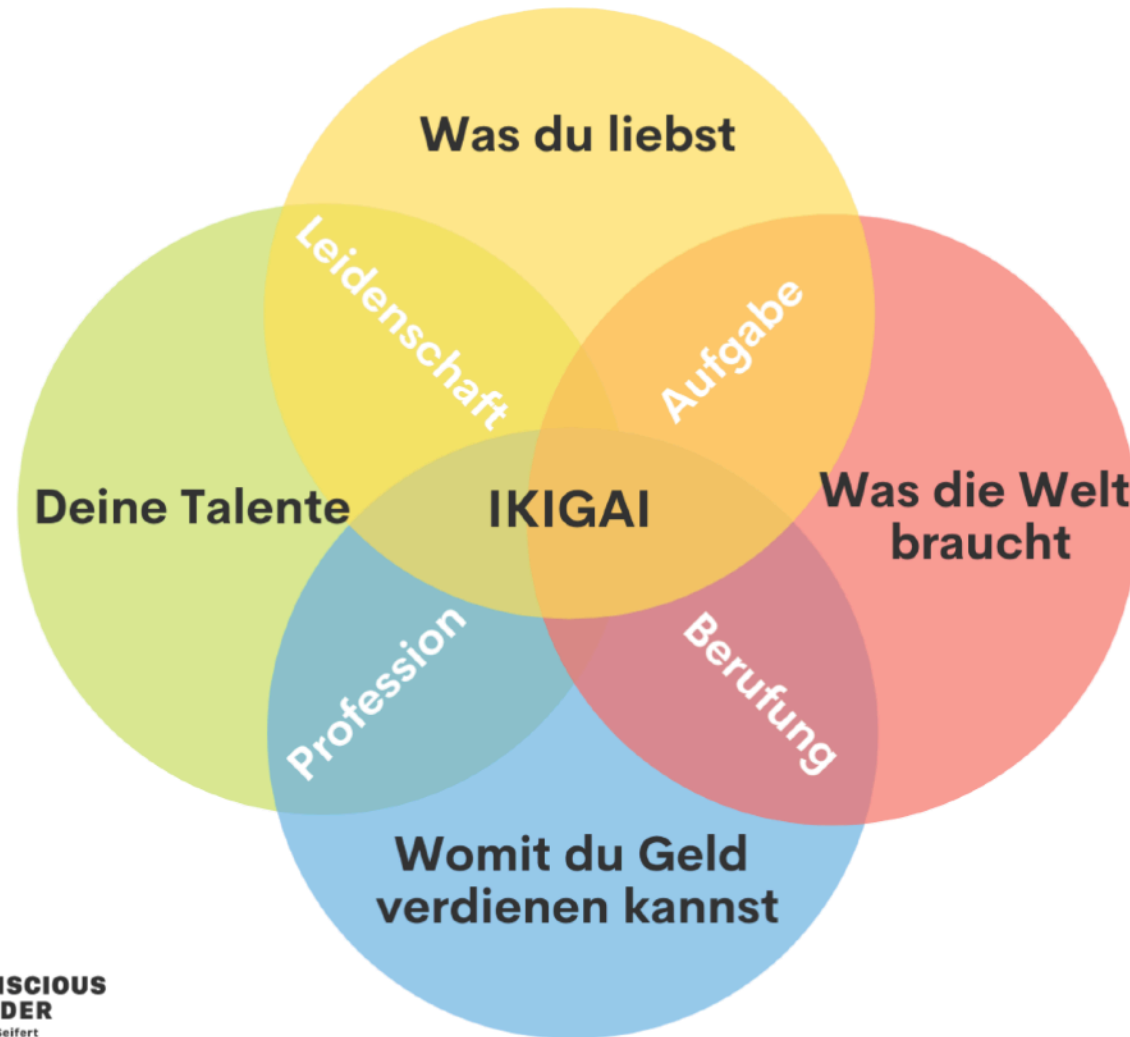 Was du liebst
Leidenschaft
Aufgabe
Deine Talente
IKIGAI
Was die Welt
braucht
Profession
Berufung
Womit du Geld
verdienen kannst
NSCIOUS
DER
Seifert